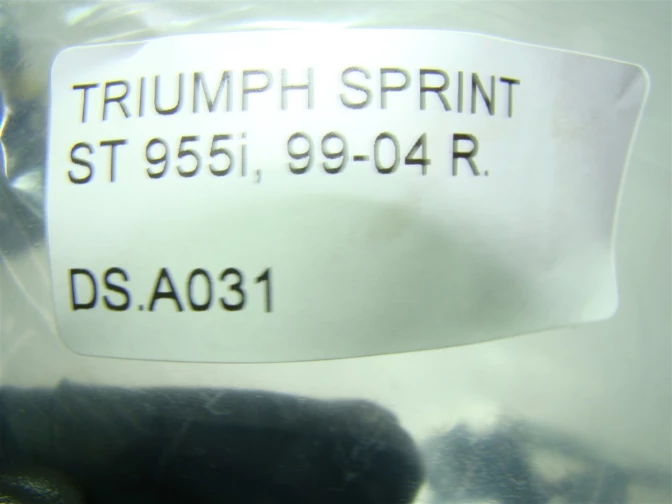 TRIUMPH SPRINT
ST 955i, 99-04 R.
DS.A031